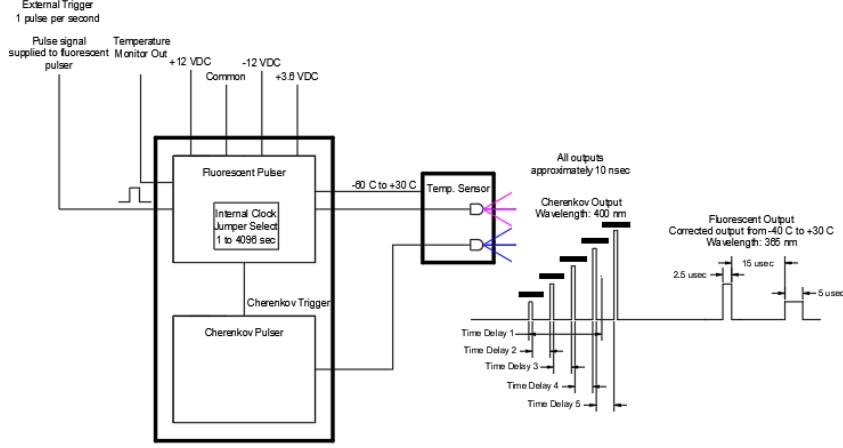 External Trigger
1 pulse per second
Pulse signal
supplied to fluorescent
pulser
Temperature
Monitor Out
+12 VDC
Common
-12 VDC
+3.6 VDC
Fluorescent Pulser
Internal Clock
Jumper Select
1 to 4096 sec
Cherenkov Trigger
Cherenkov Pulser
-60 C to +30 C
Temp. Sensor
All outputs
approximately 10 nsec
Cherenkov Output
Wavelength: 400 nm
Time Delay 1
Time Delay 2
Time Delay 3
Time Delay 4
Time Delay 5
Fluorescent Output
Corrected output from -40 C to +30 C
Wavelength: 365 nm
15 usec
2.5 usec
5 usec